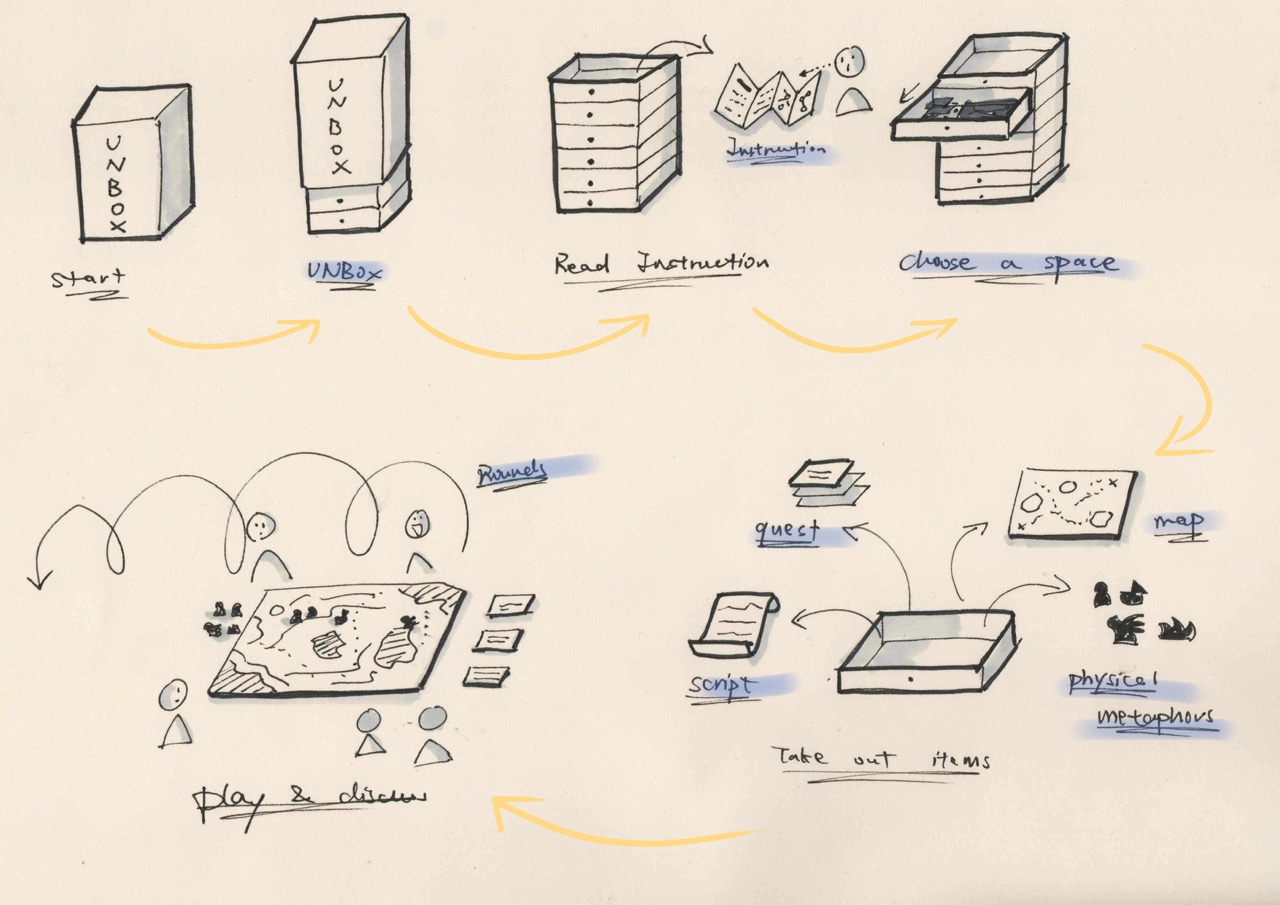 UNBOX
UNBOX
Instruction
Start
UNBOX
Read Instruction
Choose a space
Rounds
quest
map
script
physical
metaphors
Take out items
play & discuss